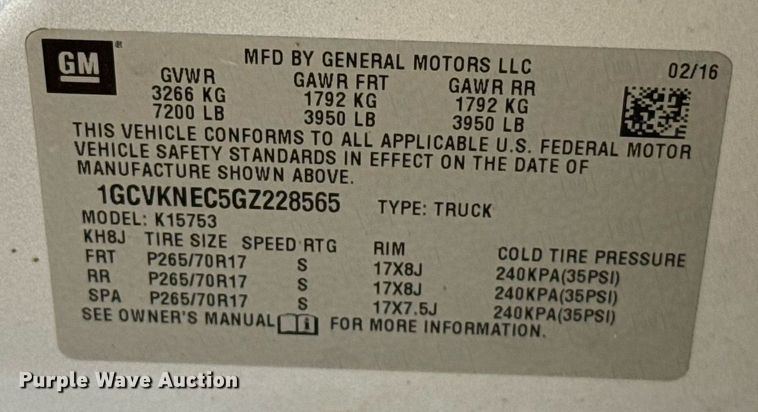 GM
MFD BY GENERAL MOTORS LLC 02/16
GVWR GAWR FRT GAWR RR
3266 KG 1792 KG 1792 KG
7200 LB 3950 LB 3950 LB
THIS VEHICLE CONFORMS TO ALL APPLICABLE U.S. FEDERAL MOTOR
VEHICLE SAFETY STANDARDS IN EFFECT ON THE DATE OF
MANUFACTURE SHOWN ABOVE.
1GCVKNEC5GZ228565 TYPE: TRUCK
MODEL: K15753
KH8J TIRE SIZE SPEED RTG RIM COLD TIRE PRESSURE
FRT P265/70R17 S 17X8J 240KPA(35PSI)
RR P265/70R17 S 17X8J 240KPA(35PSI)
SPA P265/70R17 S 17X7.5J 240KPA(35PSI)
SEE OWNER'S MANUAL FOR MORE INFORMATION.
Purple Wave Auction